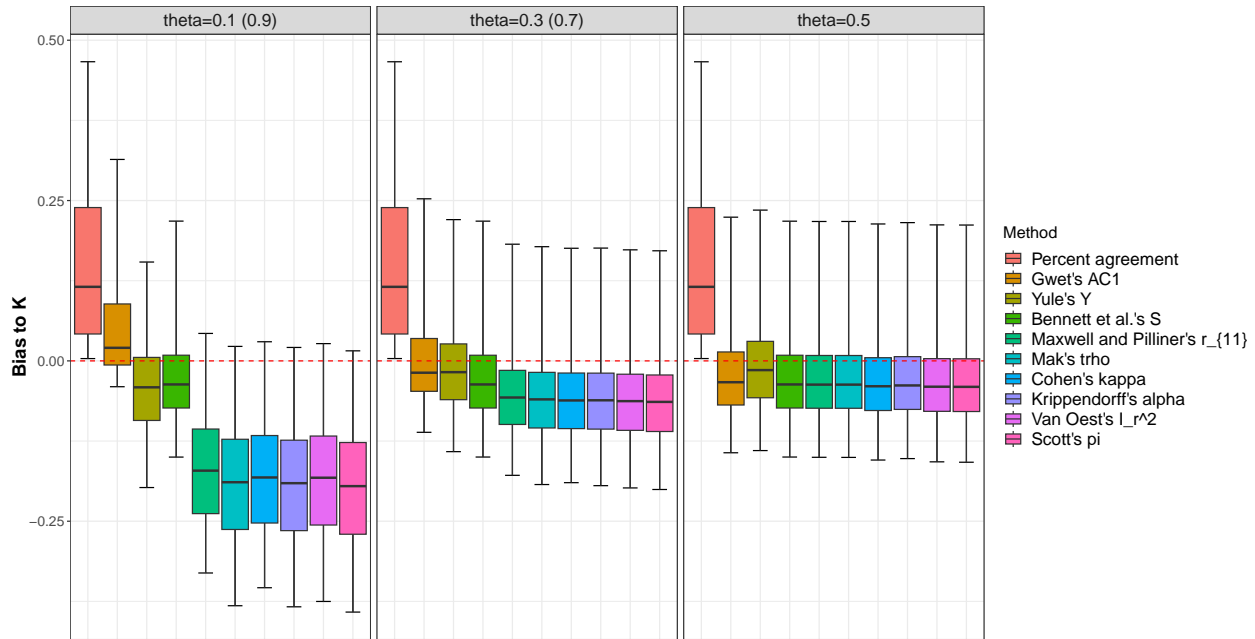 theta=0.1 (0.9)
theta=0.3 (0.7)
theta=0.5
0.50
0.25
0.00
−0.25
Bias to K
Method
Percent agreement
Gwet's AC1
Yule's Y
Bennett et al.'s S
Maxwell and Pilliner's r_{11}
Mak's trho
Cohen's kappa
Krippendorff's alpha
Van Oest's I_r^2
Scott's pi